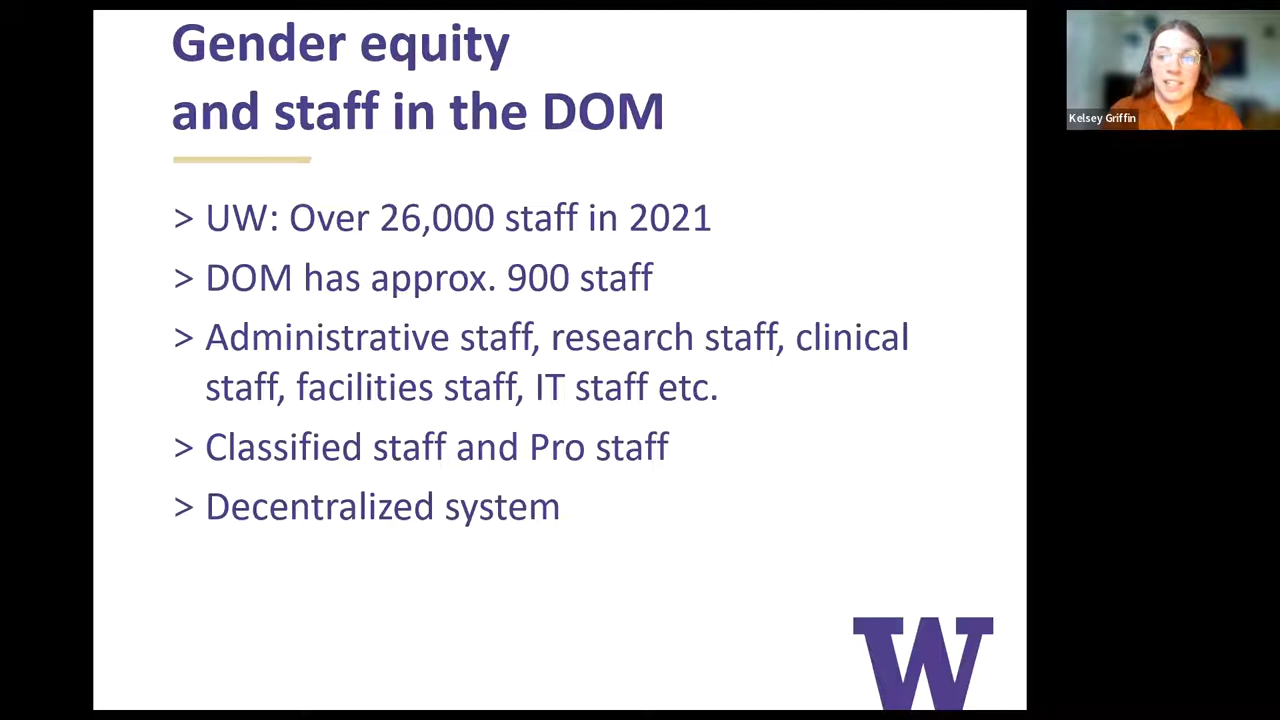 Gender equity
and staff in the DOM
> UW: Over 26,000 staff in 2021
> DOM has approx. 900 staff
> Administrative staff, research staff, clinical
staff, facilities staff, IT staff etc.
> Classified staff and Pro staff
> Decentralized system
W
Kelsey Griffin